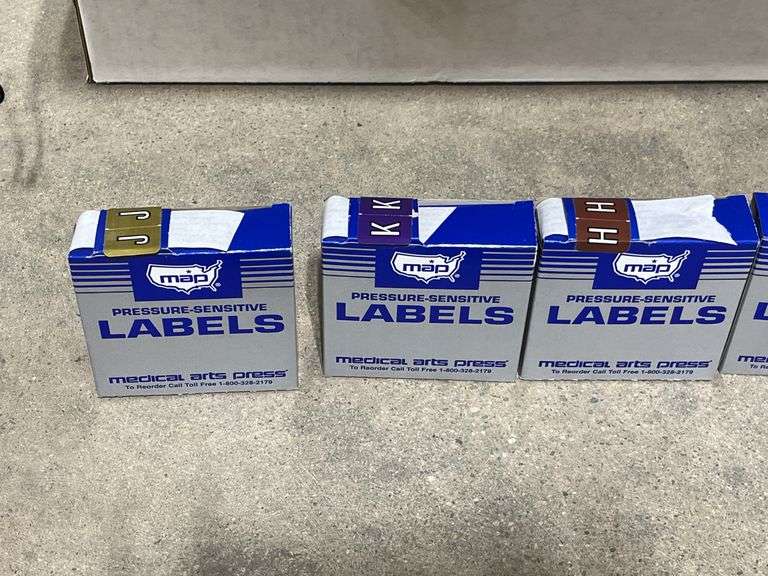 J J
map®
PRESSURE-SENSITIVE
LABELS
medical arts press®
To Reorder Call Toll Free 1-800-328-2179
K K
map®
PRESSURE-SENSITIVE
LABELS
medical arts press®
To Reorder Call Toll Free 1-800-328-2179
H H
map®
PRESSURE-SENSITIVE
LABELS
medical arts press®
To Reorder Call Toll Free 1-800-328-2179